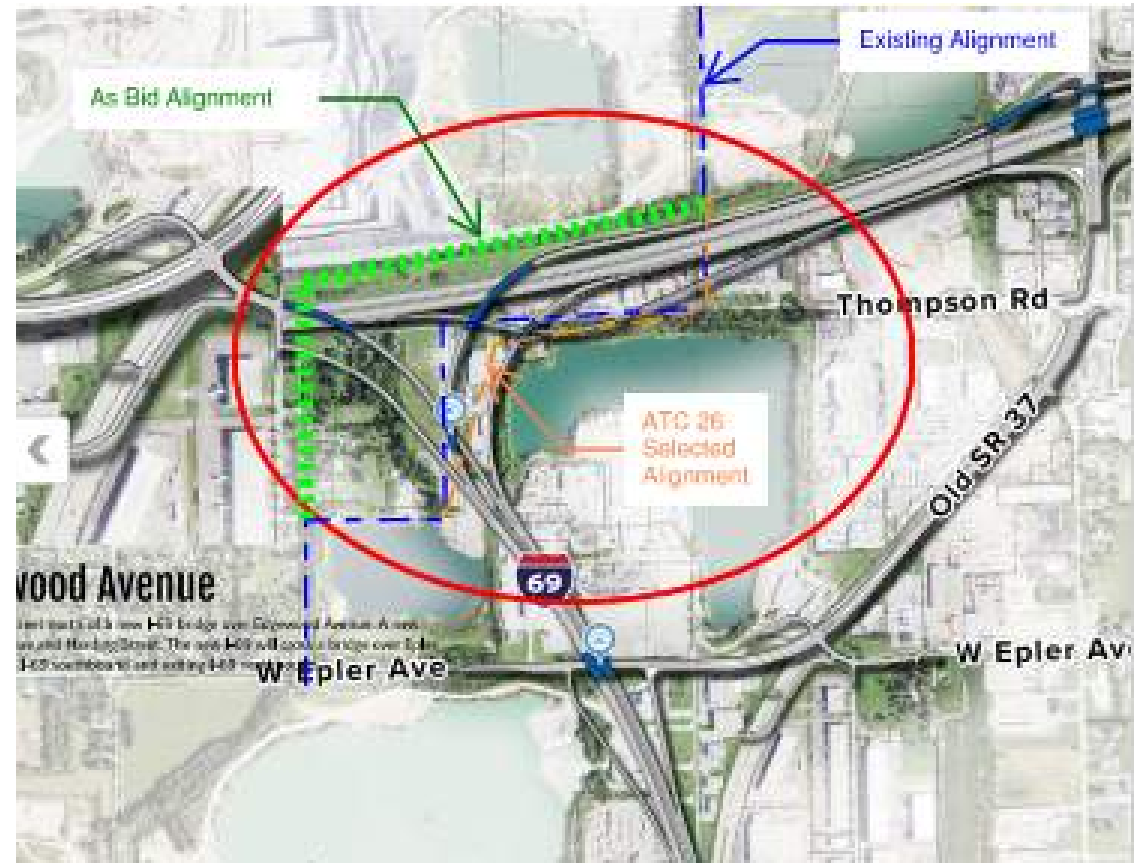 Existing Alignment
As Bid Alignment
Thompson Rd
ATC 26
Selected
Alignment
Old SR 37
69
wood Avenue
W Epler Ave
W Epler Av